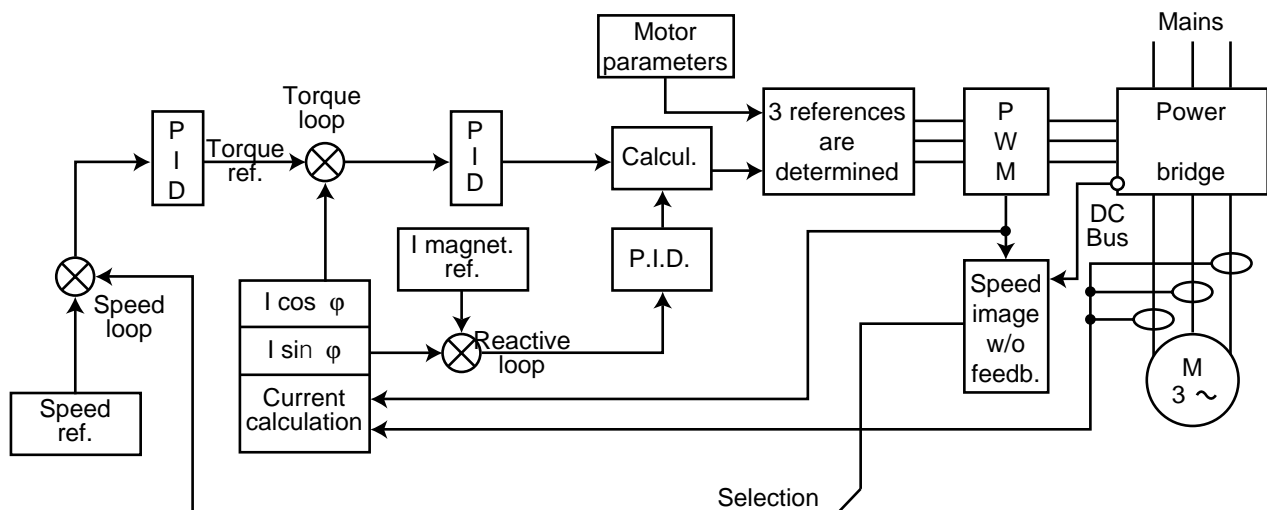 Mains
Motor
parameters
Torque
loop
P
I
D
Torque
ref.
P
I
D
Calcul.
3 references
are
determined
P
W
M
Power
bridge
DC
Bus
I magnet.
ref.
P.I.D.
Speed
loop
I cos φ
I sin φ
Current
calculation
Reactive
loop
Speed
image
w/o
feedb.
M
3 ~
Speed
ref.
Selection